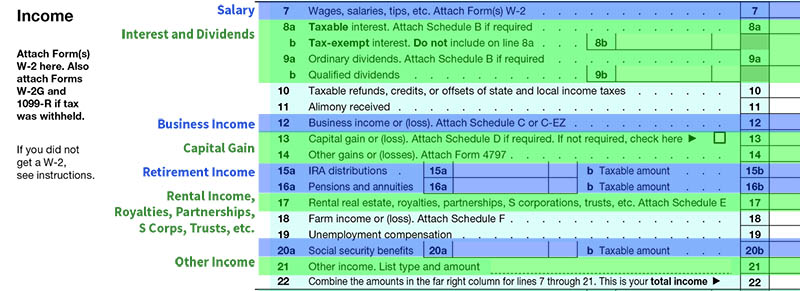 Income
Attach Form(s)
W-2 here. Also
attach Forms
W-2G and
1099-R if tax
was withheld.
If you did not
get a W-2,
see instructions.
Salary
Interest and Dividends
Business Income
Capital Gain
Retirement Income
Rental Income,
Royalties, Partnerships,
S Corps, Trusts, etc.
Other Income
7 Wages, salaries, tips, etc. Attach Form(s) W-2 . . . . . . . . . . 7
8a Taxable interest. Attach Schedule B if required . . . . . . . . . . 8a
b Tax-exempt interest. Do not include on line 8a . . . 8b
9a Ordinary dividends. Attach Schedule B if required . . . . . . . . . . 9a
b Qualified dividends . . . . . . . . . . 9b
10 Taxable refunds, credits, or offsets of state and local income taxes . . . . . . 10
11 Alimony received . . . . . . . . . . . . . . . . . 11
12 Business income or (loss). Attach Schedule C or C-EZ . . . . . . . . . 12
13 Capital gain or (loss). Attach Schedule D if required. If not required, check here ▶ 13
14 Other gains or (losses). Attach Form 4797 . . . . . . . . . . . . 14
15a IRA distributions . 15a b Taxable amount . . . 15b
16a Pensions and annuities 16a b Taxable amount . . . 16b
17 Rental real estate, royalties, partnerships, S corporations, trusts, etc. Attach Schedule E 17
18 Farm income or (loss). Attach Schedule F . . . . . . . . . . . . 18
19 Unemployment compensation . . . . . . . . . . . . . . 19
20a Social security benefits 20a b Taxable amount . . . 20b
21 Other income. List type and amount 21
22 Combine the amounts in the far right column for lines 7 through 21. This is your total income ▶ 22